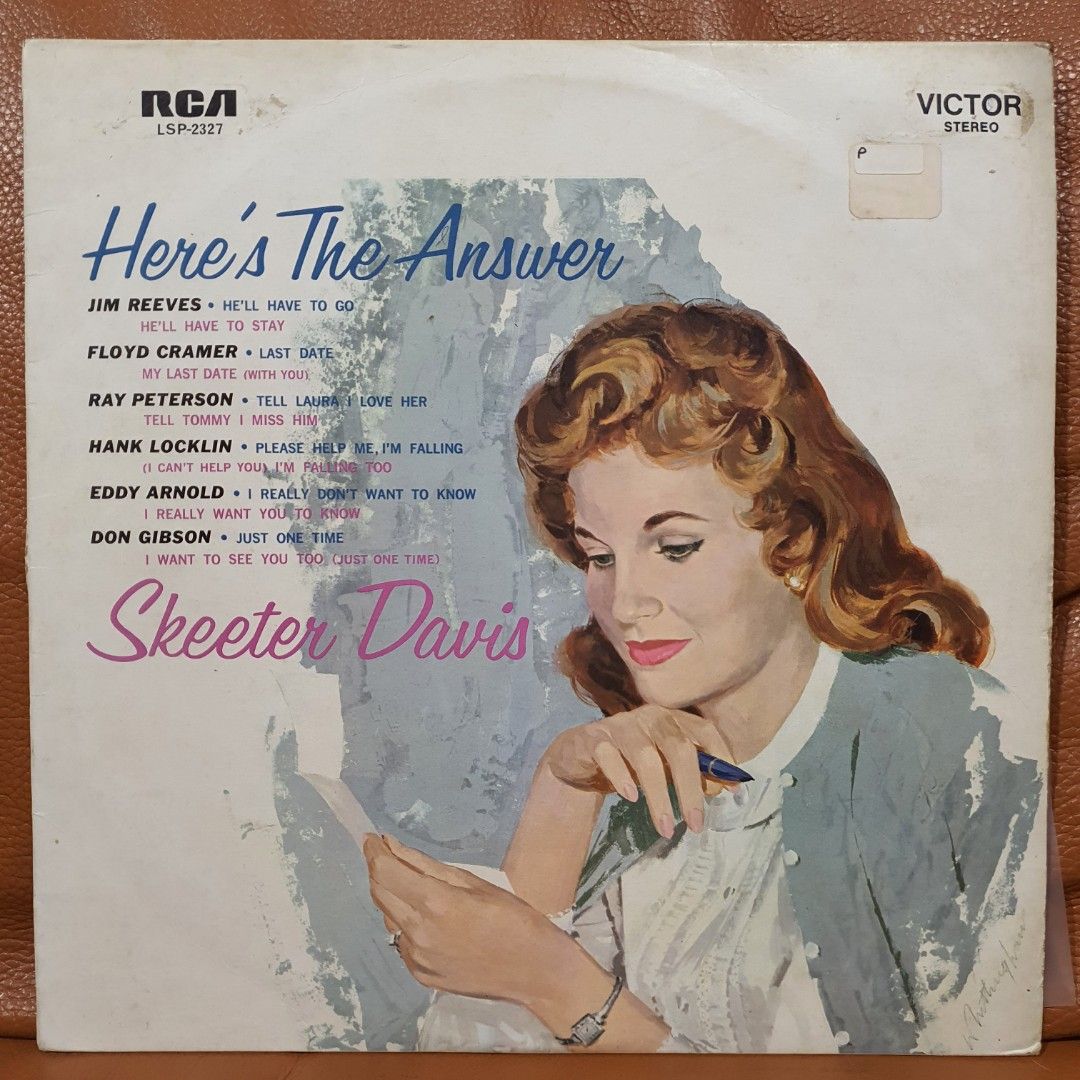 RCA
LSP-2327
VICTOR
STEREO
P
Here's The Answer
JIM REEVES • HE'LL HAVE TO GO
HE'LL HAVE TO STAY
FLOYD CRAMER • LAST DATE
MY LAST DATE (WITH YOU)
RAY PETERSON • TELL LAURA I LOVE HER
TELL TOMMY I MISS HIM
HANK LOCKLIN • PLEASE HELP ME, I'M FALLING
(I CAN'T HELP YOU) I'M FALLING TOO
EDDY ARNOLD • I REALLY DON'T WANT TO KNOW
I REALLY WANT YOU TO KNOW
DON GIBSON • JUST ONE TIME
I WANT TO SEE YOU TOO (JUST ONE TIME)
Skeeter Davis